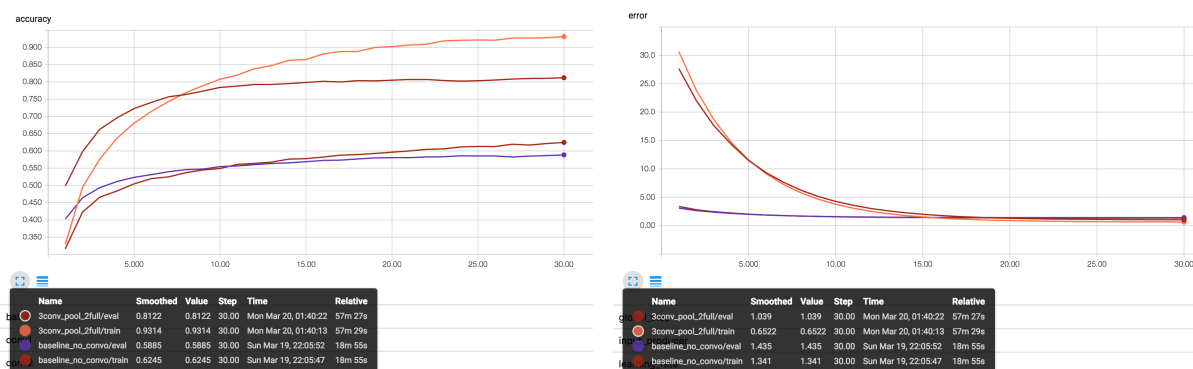 accuracy
0.900
0.850
0.800
0.750
0.700
0.650
0.600
0.550
0.500
0.450
0.400
0.350
5.000
10.00
15.00
20.00
25.00
30.00
Name Smoothed Value Step Time Relative
3conv_pool_2full/eval 0.8122 0.8122 30.00 Mon Mar 20, 01:40:22 57m 27s
3conv_pool_2full/train 0.9314 0.9314 30.00 Mon Mar 20, 01:40:13 57m 29s
baseline_no_convo/eval 0.5885 0.5885 30.00 Sun Mar 19, 22:05:52 18m 55s
baseline_no_convo/train 0.6245 0.6245 30.00 Sun Mar 19, 22:05:47 18m 55s
error
30.0
25.0
20.0
15.0
10.0
5.00
0.00
5.000
10.00
15.00
20.00
25.00
30.00
Name Smoothed Value Step Time Relative
3conv_pool_2full/eval 1.039 1.039 30.00 Mon Mar 20, 01:40:22 57m 27s
3conv_pool_2full/train 0.6522 0.6522 30.00 Mon Mar 20, 01:40:13 57m 29s
baseline_no_convo/eval 1.435 1.435 30.00 Sun Mar 19, 22:05:52 18m 55s
baseline_no_convo/train 1.341 1.341 30.00 Sun Mar 19, 22:05:47 18m 55s